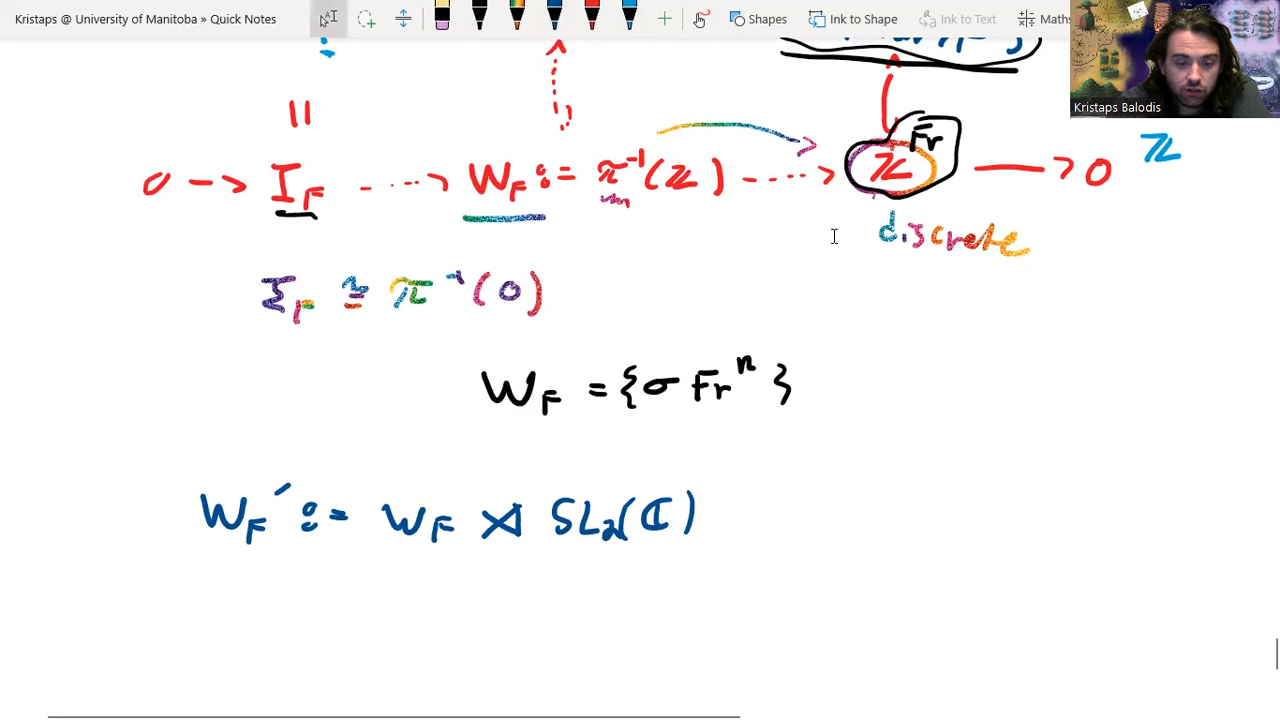 Kristaps @ University of Manitoba » Quick Notes
Shapes Ink to Shape Ink to Text Maths
Kristaps Balodis
=
?
Fr
0 → I_F ⇢ W_F := π⁻¹(ℤ) ⇢ ℤ → 0 ℤ
discrete
I_F ≅ π⁻¹(0)
W_F = {σ Fr^n}
W_F′ := W_F ⋊ SL₂(ℂ)